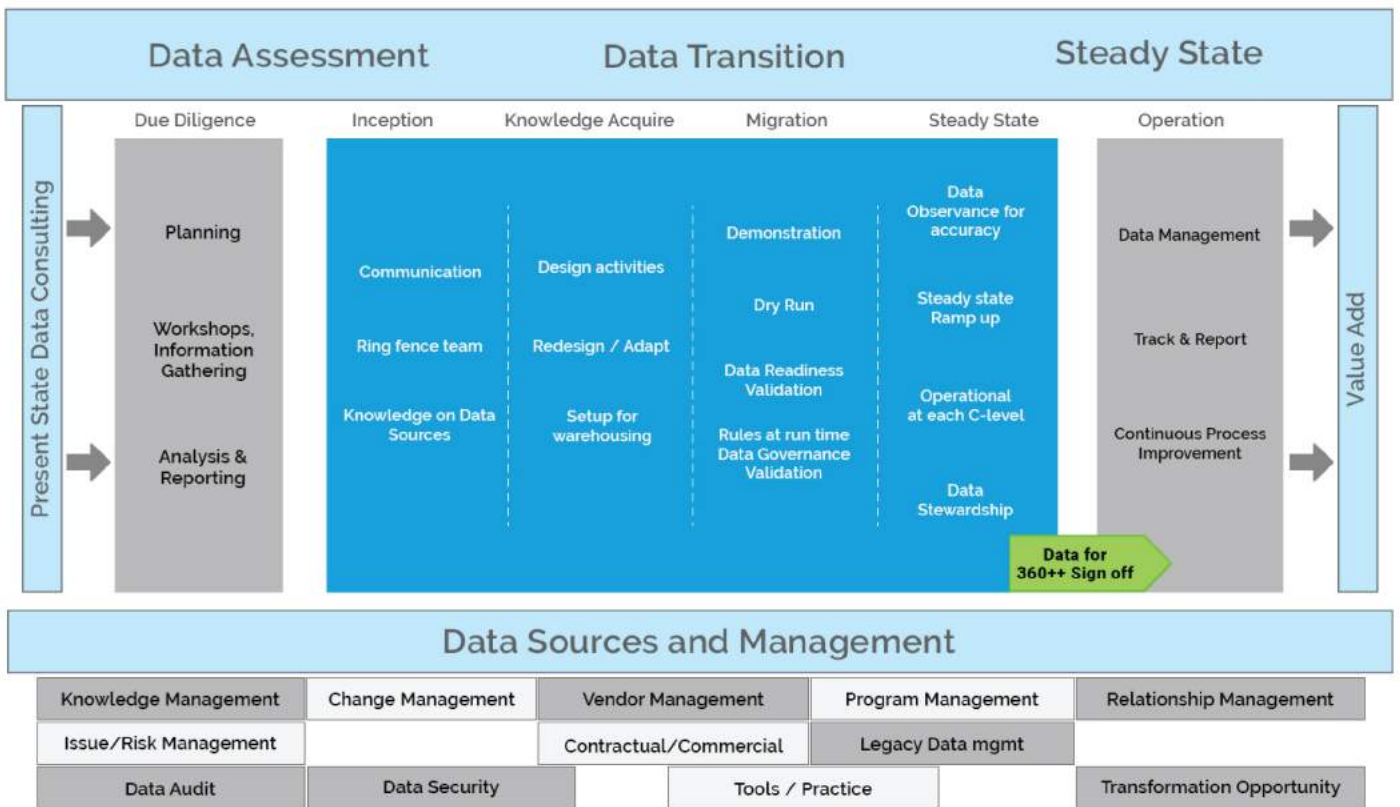 Data Assessment
Data Transition
Steady State
Due Diligence
Inception
Knowledge Acquire
Migration
Steady State
Operation
Present State Data Consulting
Planning
Workshops,
Information
Gathering
Analysis &
Reporting
Communication
Ring fence team
Knowledge on Data
Sources
Design activities
Redesign / Adapt
Setup for
warehousing
Demonstration
Dry Run
Data Readiness
Validation
Rules at run time
Data Governance
Validation
Data
Observance for
accuracy
Steady state
Ramp up
Operational
at each C-level
Data
Stewardship
Data for
360++ Sign off
Data Management
Track & Report
Continuous Process
Improvement
Value Add
Data Sources and Management
Knowledge Management
Change Management
Vendor Management
Program Management
Relationship Management
Issue/Risk Management
Contractual/Commercial
Legacy Data mgmt
Data Audit
Data Security
Tools / Practice
Transformation Opportunity